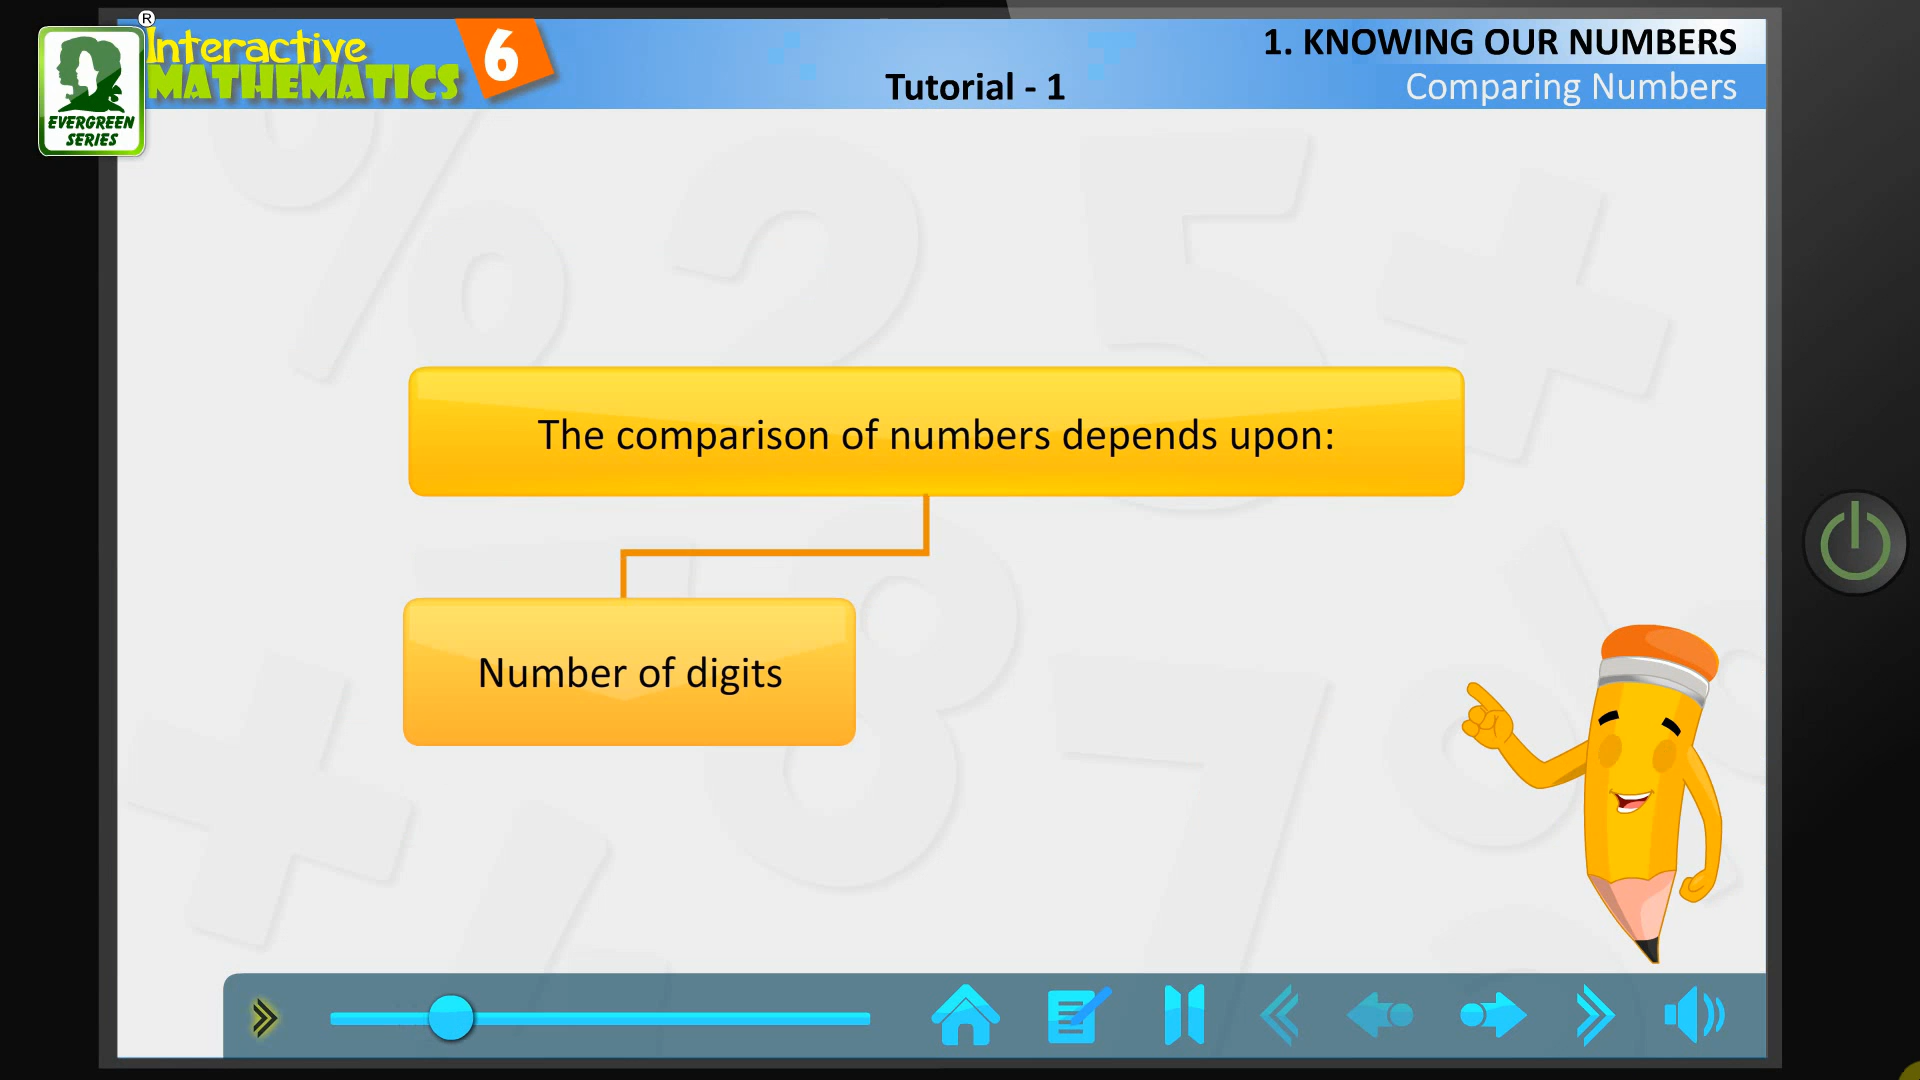 ®
Interactive
MATHEMATICS 6
EVERGREEN
SERIES
Tutorial - 1
1. KNOWING OUR NUMBERS
Comparing Numbers
The comparison of numbers depends upon:
Number of digits